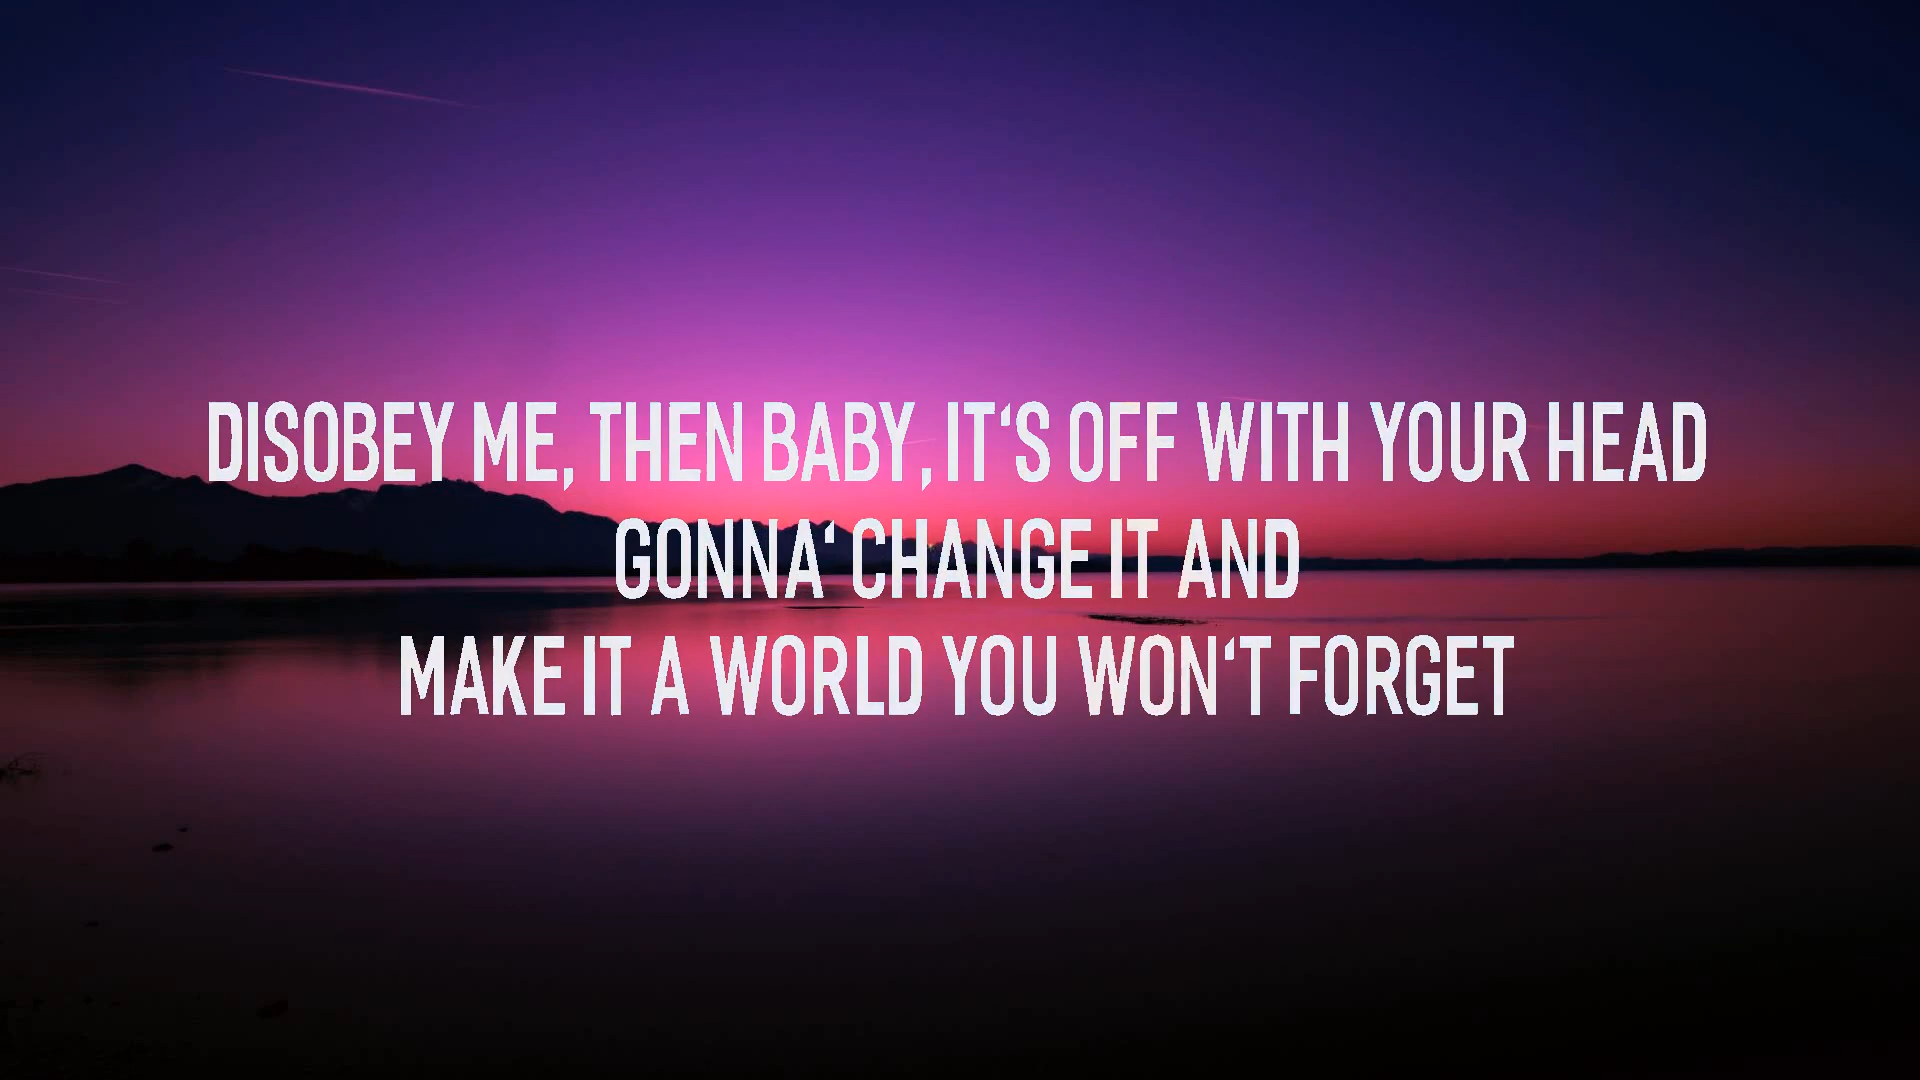 DISOBEY ME, THEN BABY, IT'S OFF WITH YOUR HEAD
GONNA' CHANGE IT AND
MAKE IT A WORLD YOU WON'T FORGET